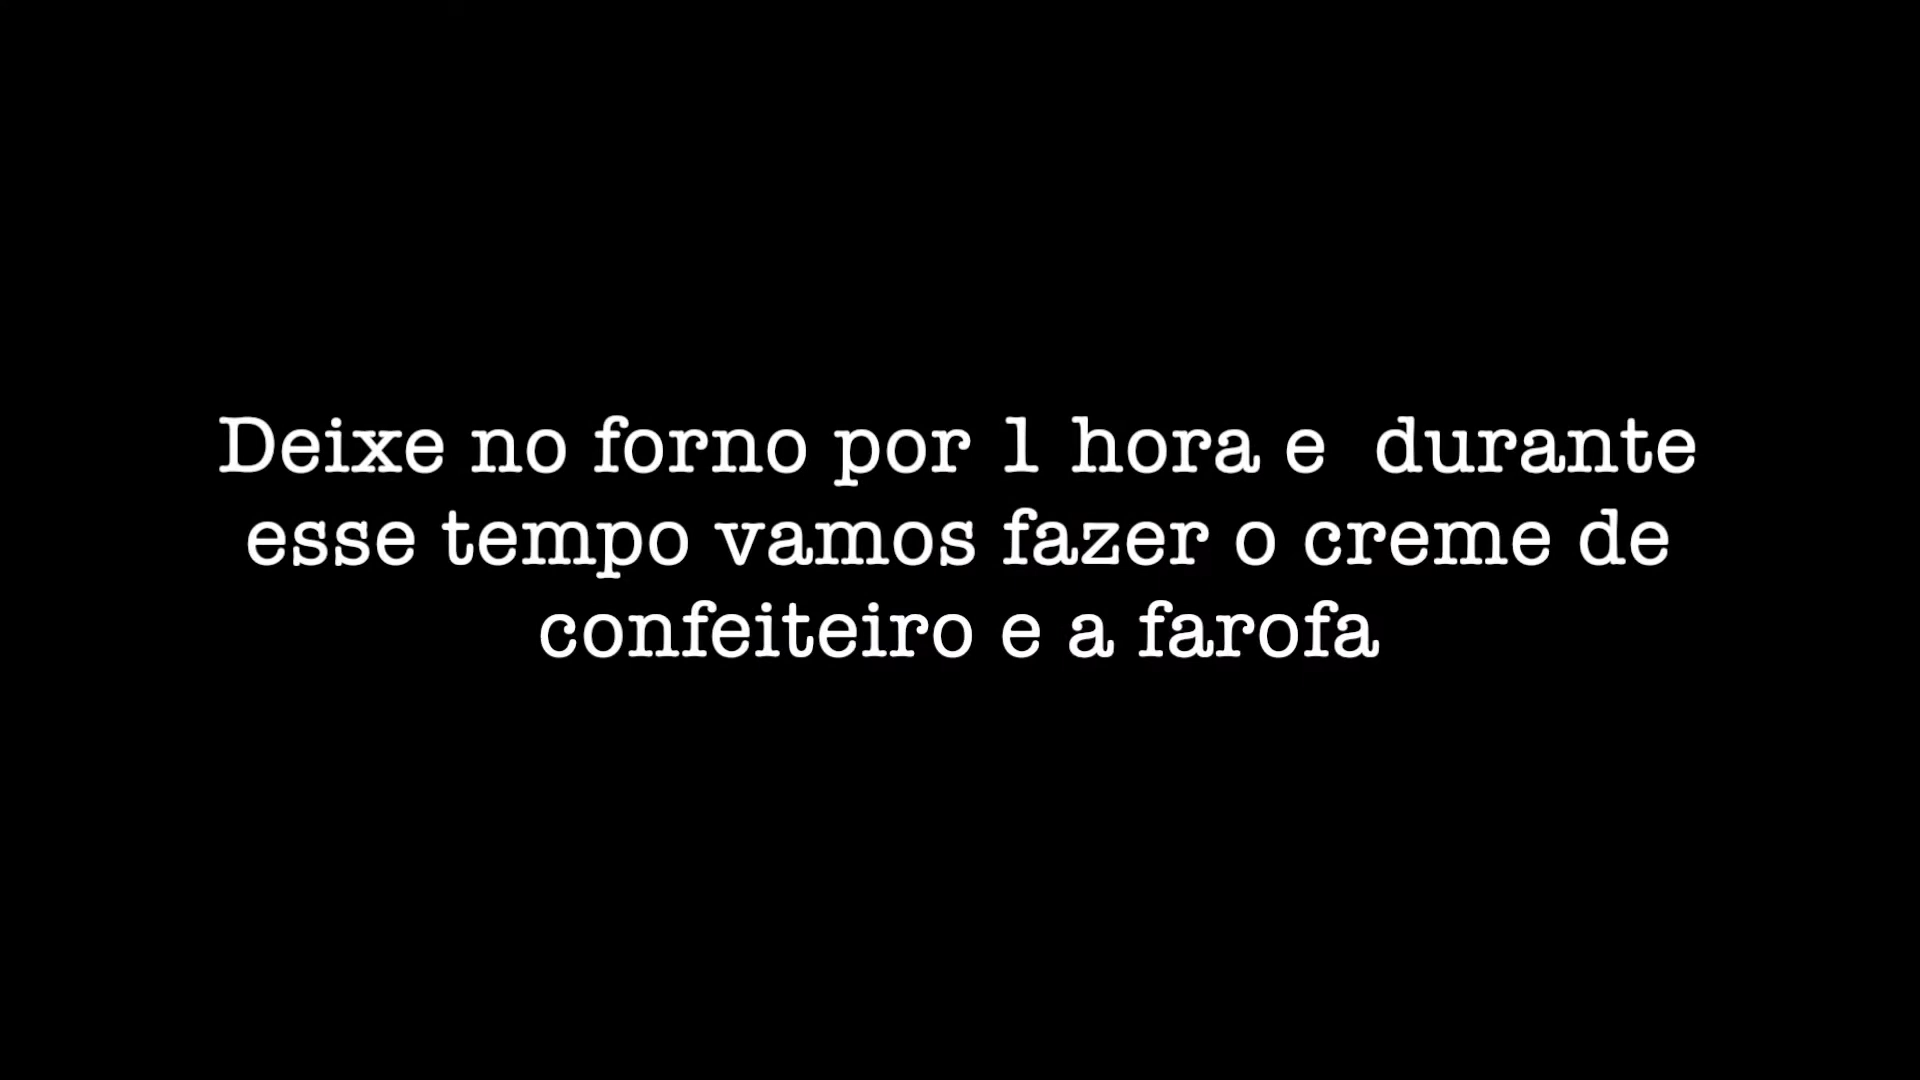 Deixe no forno por 1 hora e  durante
esse tempo vamos fazer o creme de
confeiteiro e a farofa